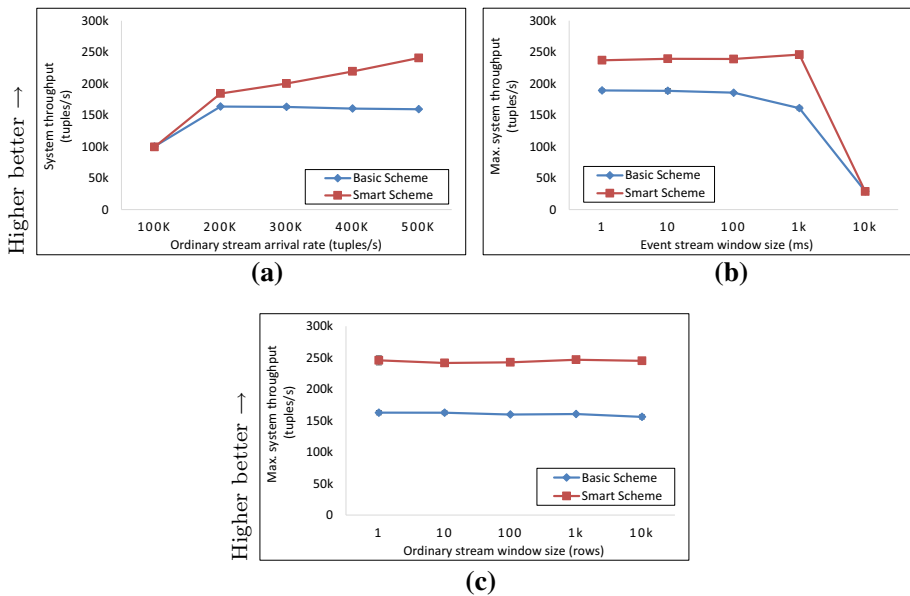 Higher better →
System throughput
(tuples/s)
300k
250k
200k
150k
100k
50k
0
Basic Scheme
Smart Scheme
100K 200K 300K 400K 500K
Ordinary stream arrival rate (tuples/s)
(a)
Max. system throughput
(tuples/s)
300k
250k
200k
150k
100k
50k
0
Basic Scheme
Smart Scheme
1 10 100 1k 10k
Event stream window size (ms)
(b)
Higher better →
Max. system throughput
(tuples/s)
300k
250k
200k
150k
100k
50k
0
Basic Scheme
Smart Scheme
1 10 100 1k 10k
Ordinary stream window size (rows)
(c)